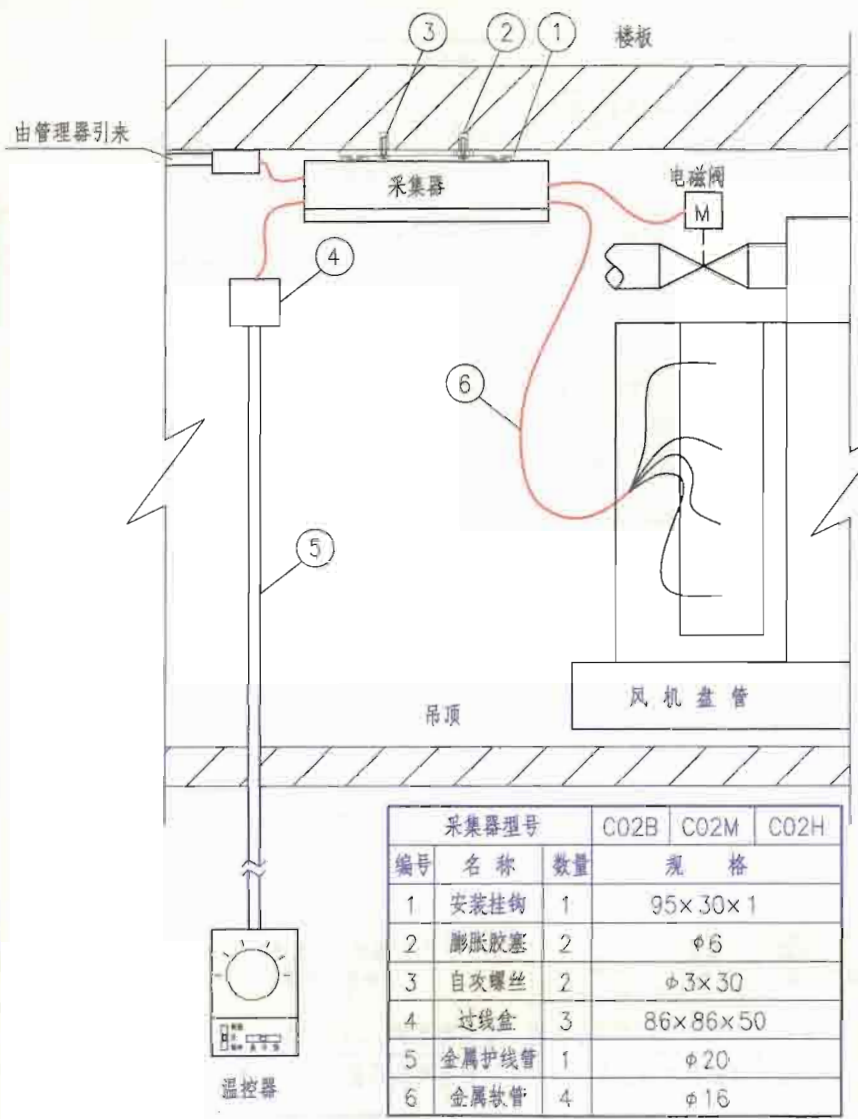 ③ ② ① 楼板
由管理器引来
采集器
电磁阀
M
④
⑥
⑤
风机盘管
吊顶
采集器型号 C02B C02M C02H
编号 名称 数量 规格
1 安装挂钩 1 95×30×1
2 膨胀胶塞 2 φ6
3 自攻螺丝 2 φ3×30
4 过线盒 3 86×86×50
5 金属护线管 1 φ20
6 金属软管 4 φ16
温控器